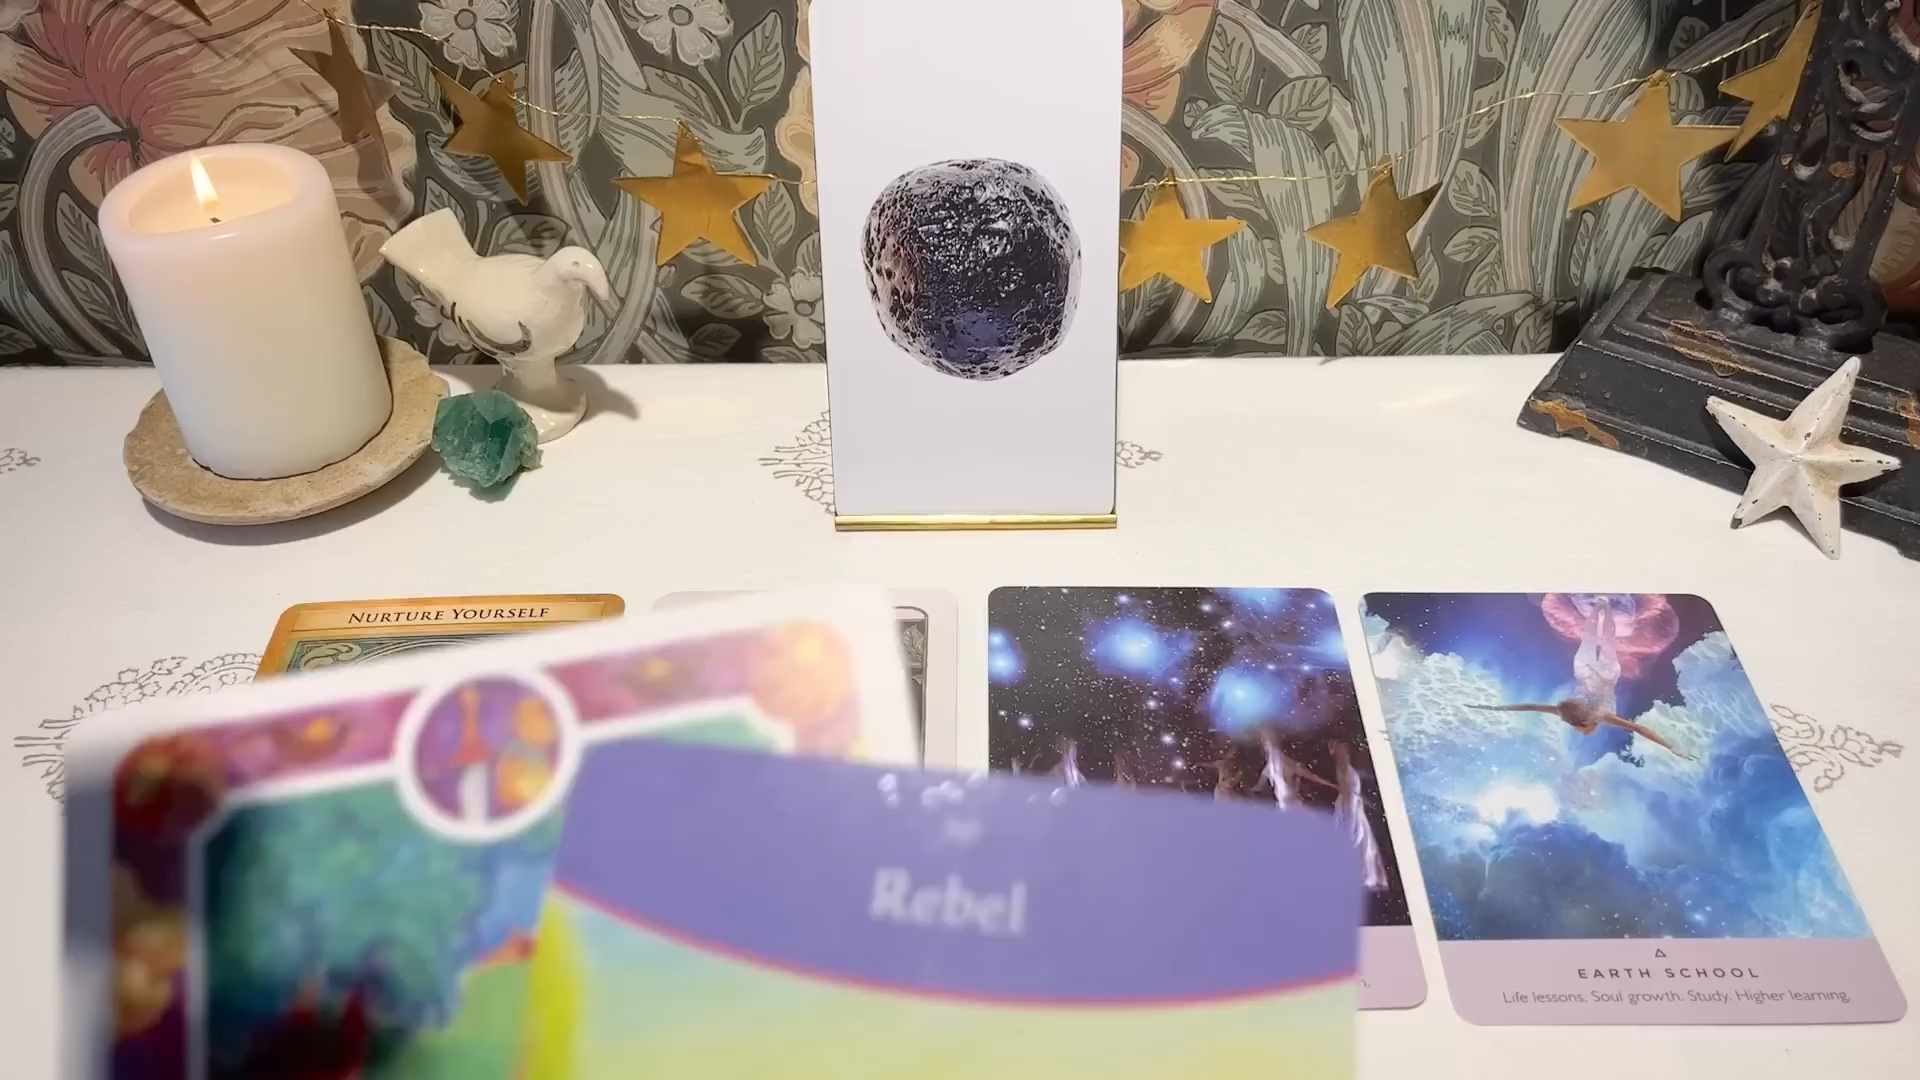 NURTURE YOURSELF
Rebel
EARTH SCHOOL
Life lessons. Soul growth. Study. Higher learning.